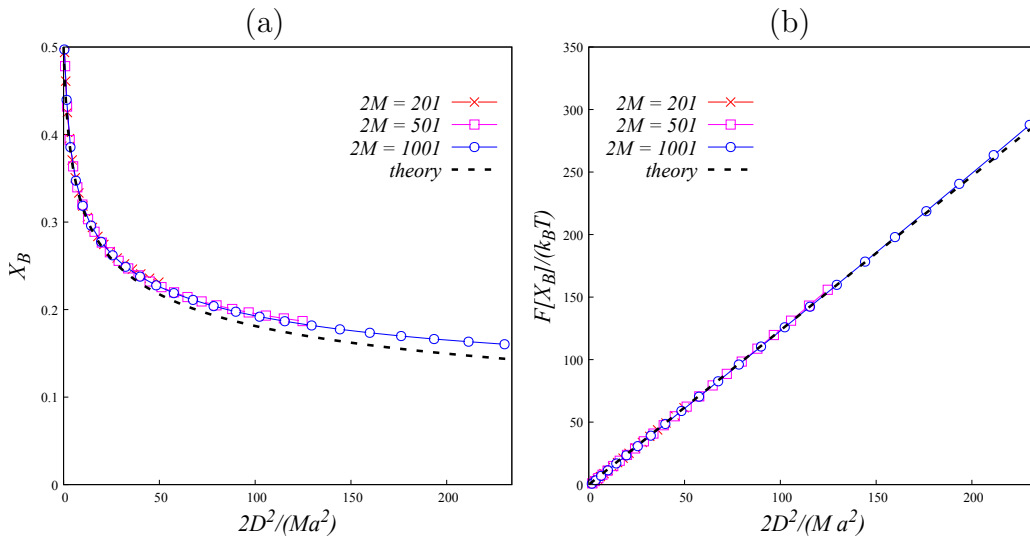 (a)
0.5
0.4
0.3
0.2
0.1
0
X_B
2M = 201
2M = 501
2M = 1001
theory
0 50 100 150 200
2D^2/(Ma^2)
(b)
350
300
250
200
150
100
50
0
F[X_B]/(k_BT)
2M = 201
2M = 501
2M = 1001
theory
0 50 100 150 200
2D^2/(M a^2)